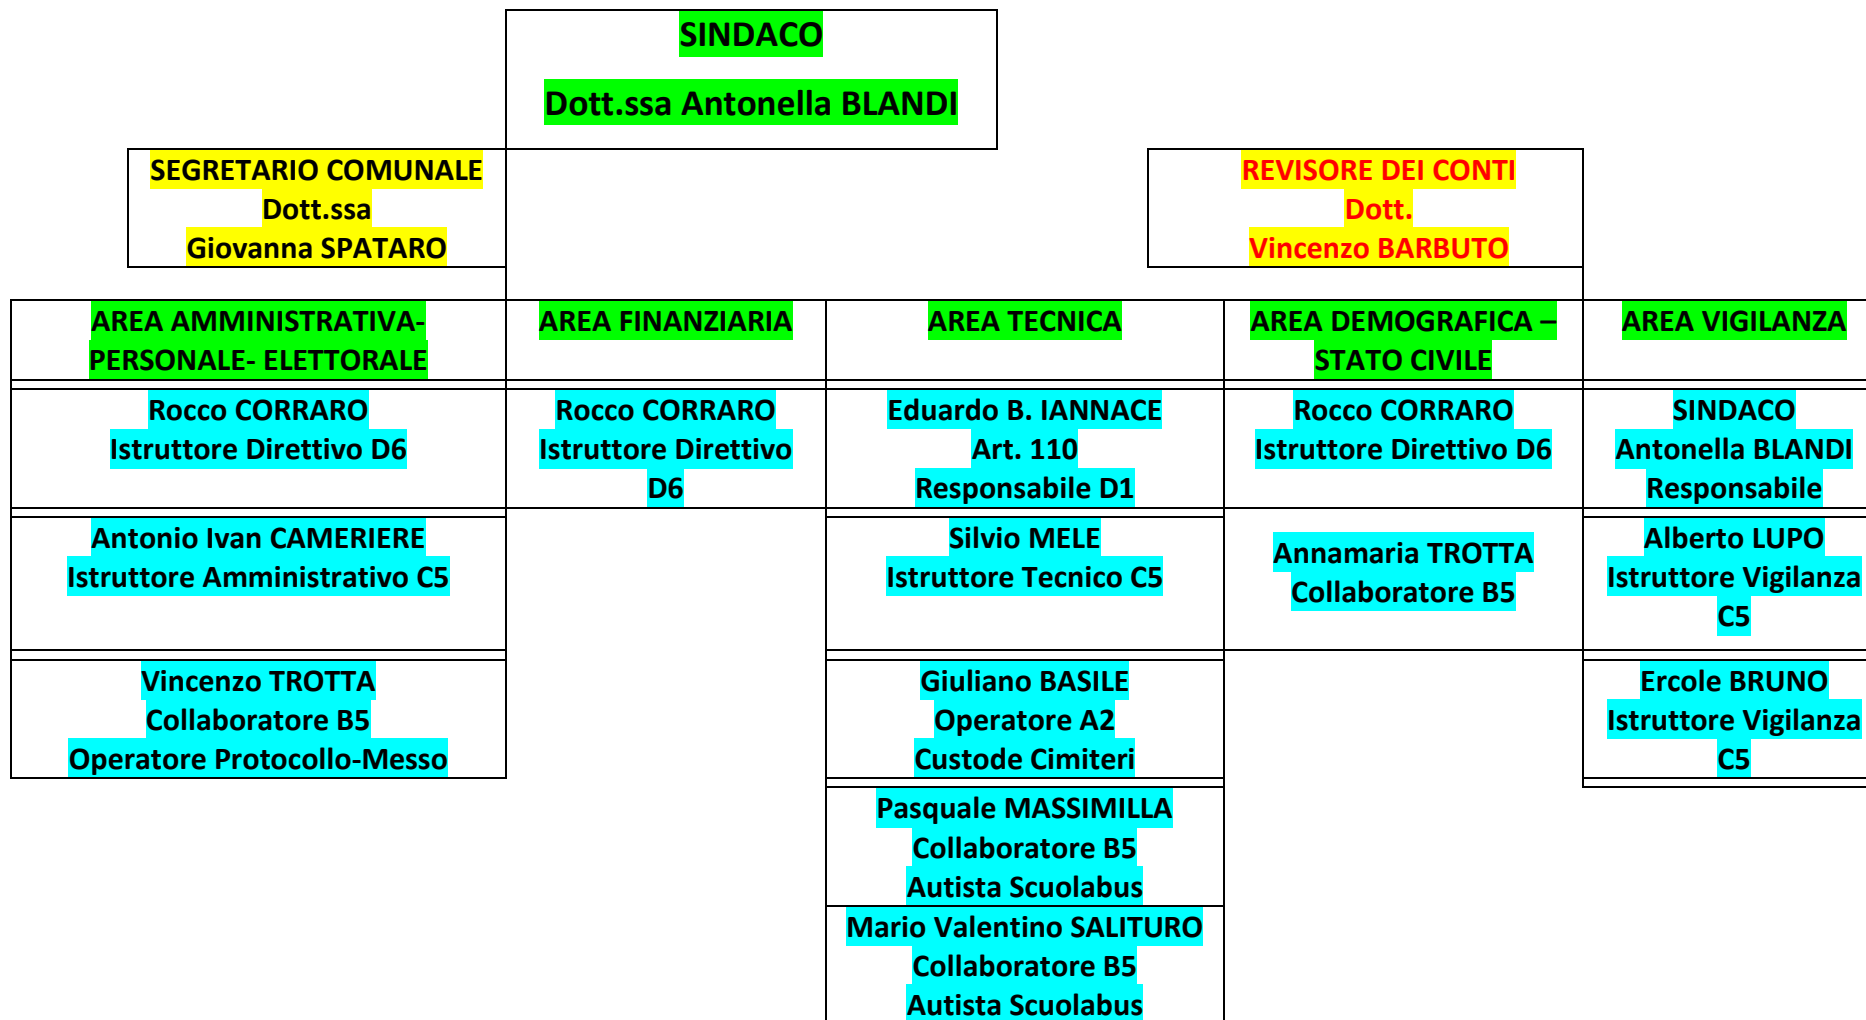 SINDACO
Dott.ssa Antonella BLANDI
SEGRETARIO COMUNALE
Dott.ssa
Giovanna SPATARO
REVISORE DEI CONTI
Dott.
Vincenzo BARBUTO
AREA AMMINISTRATIVA-
PERSONALE- ELETTORALE
AREA FINANZIARIA
AREA TECNICA
AREA DEMOGRAFICA –
STATO CIVILE
AREA VIGILANZA
Rocco CORRARO
Istruttore Direttivo D6
Rocco CORRARO
Istruttore Direttivo
D6
Eduardo B. IANNACE
Art. 110
Responsabile D1
Rocco CORRARO
Istruttore Direttivo D6
SINDACO
Antonella BLANDI
Responsabile
Antonio Ivan CAMERIERE
Istruttore Amministrativo C5
Silvio MELE
Istruttore Tecnico C5
Annamaria TROTTA
Collaboratore B5
Alberto LUPO
Istruttore Vigilanza
C5
Vincenzo TROTTA
Collaboratore B5
Operatore Protocollo-Messo
Giuliano BASILE
Operatore A2
Custode Cimiteri
Ercole BRUNO
Istruttore Vigilanza
C5
Pasquale MASSIMILLA
Collaboratore B5
Autista Scuolabus
Mario Valentino SALITURO
Collaboratore B5
Autista Scuolabus